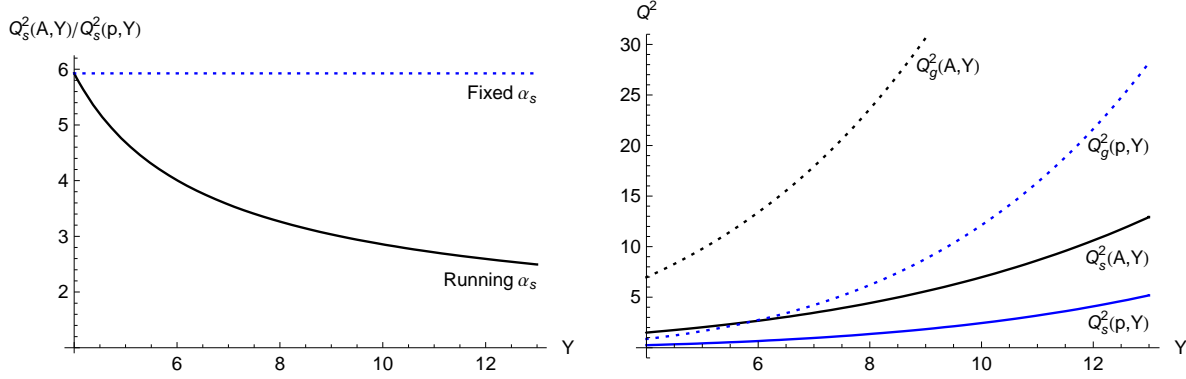 Q_s^2(A,Y)/Q_s^2(p,Y)
6
5
4
3
2
Fixed α_s
Running α_s
6 8 10 12 Y
Q^2
30
25
20
15
10
5
Q_g^2(A,Y)
Q_g^2(p,Y)
Q_s^2(A,Y)
Q_s^2(p,Y)
6 8 10 12 Y